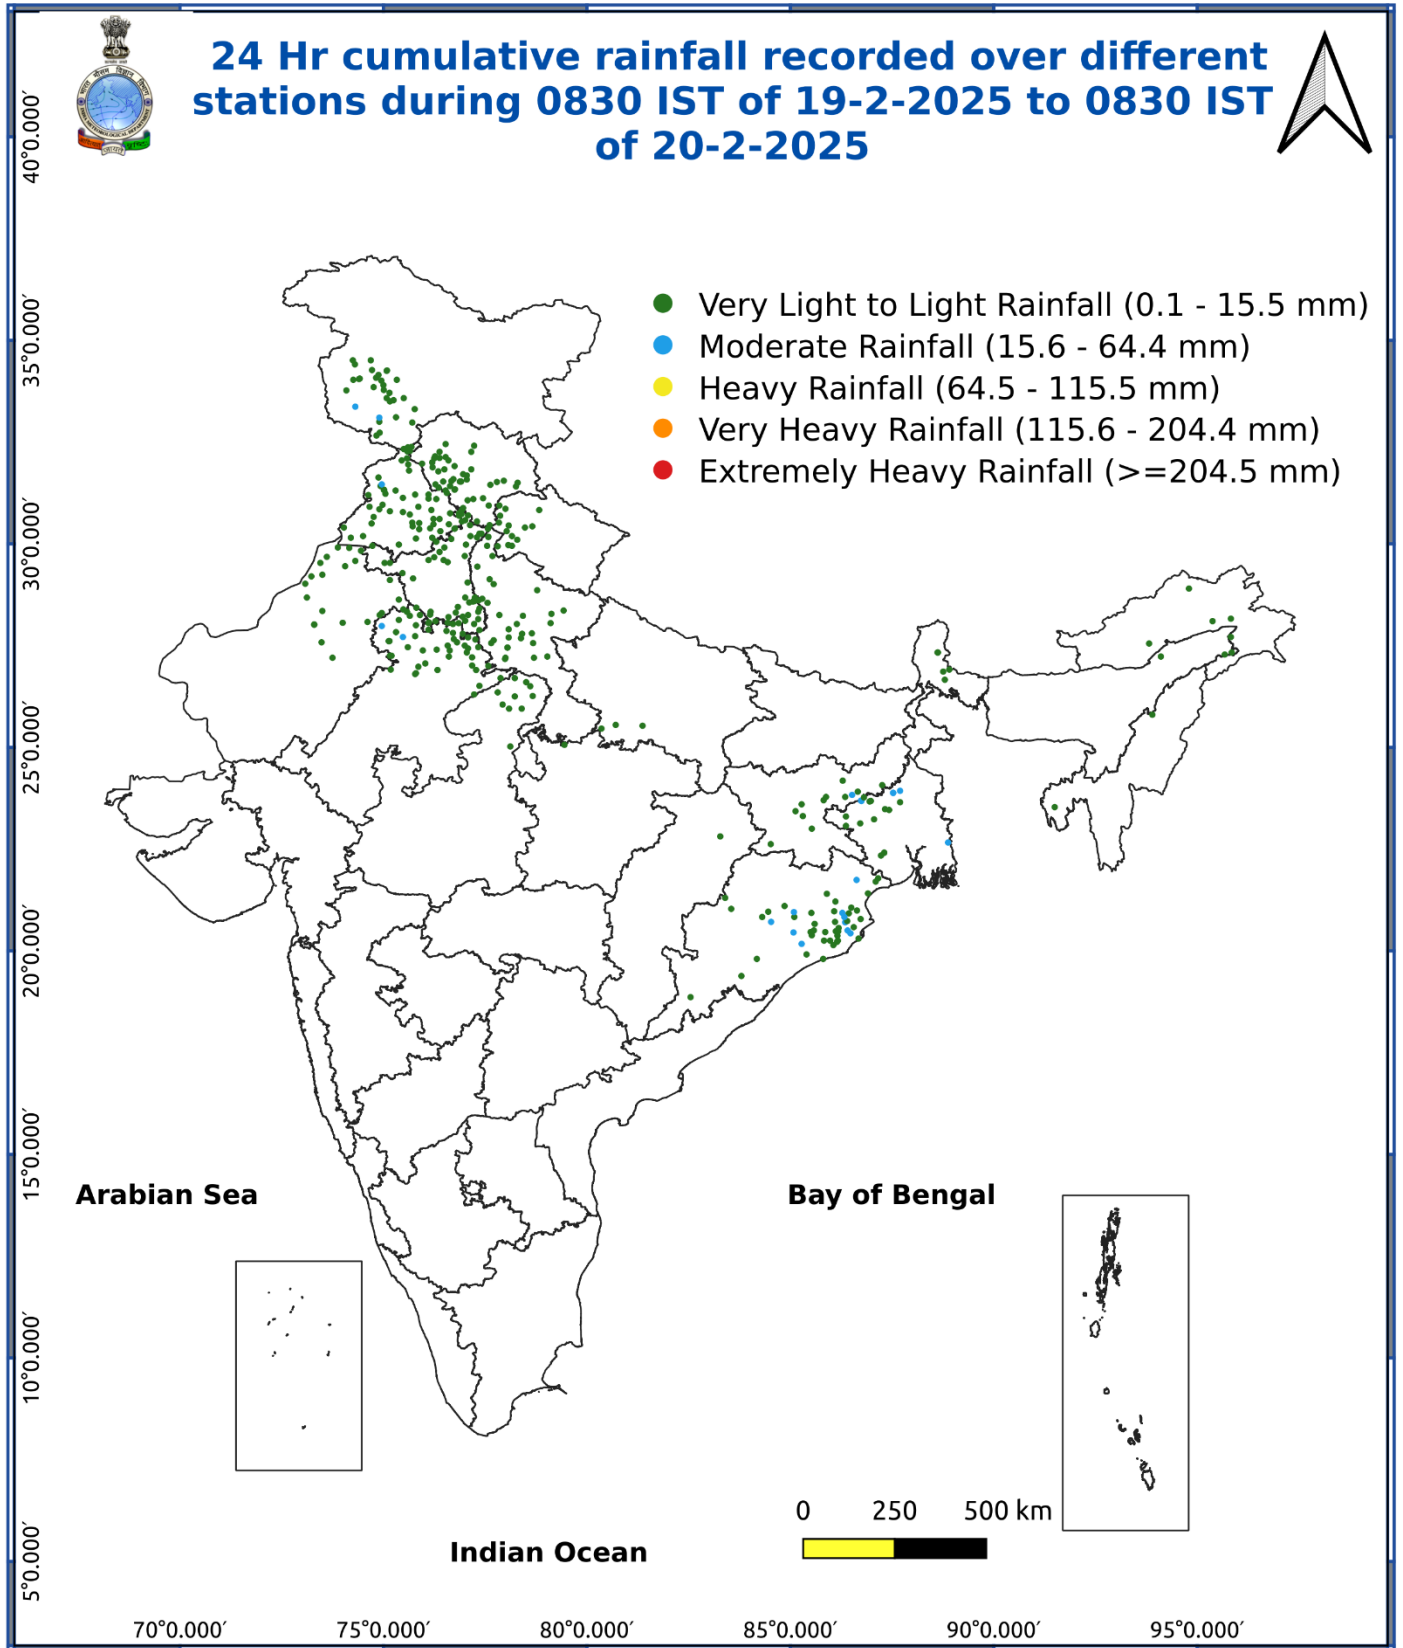 24 Hr cumulative rainfall recorded over different
stations during 0830 IST of 19-2-2025 to 0830 IST
of 20-2-2025
Very Light to Light Rainfall (0.1 - 15.5 mm)
Moderate Rainfall (15.6 - 64.4 mm)
Heavy Rainfall (64.5 - 115.5 mm)
Very Heavy Rainfall (115.6 - 204.4 mm)
Extremely Heavy Rainfall (>=204.5 mm)
40°0.000′
35°0.000′
30°0.000′
25°0.000′
20°0.000′
15°0.000′
10°0.000′
5°0.000′
Arabian Sea
Bay of Bengal
Indian Ocean
0 250 500 km
70°0.000′ 75°0.000′ 80°0.000′ 85°0.000′ 90°0.000′ 95°0.000′